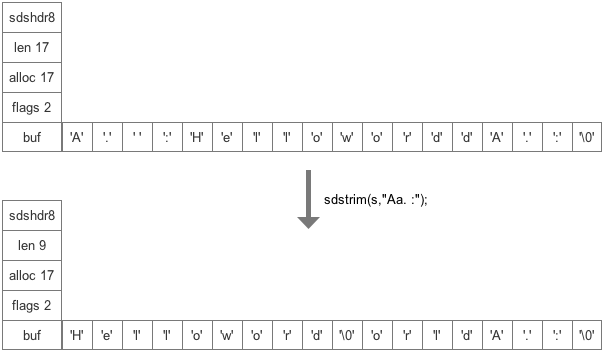 sdshdr8
len 17
alloc 17
flags 2
buf 'A' '.' ' ' ':' 'H' 'e' 'l' 'l' 'o' 'w' 'o' 'r' 'd' 'd' 'A' '.' ':' '\0'
sdstrim(s,"Aa. :");
sdshdr8
len 9
alloc 17
flags 2
buf 'H' 'e' 'l' 'l' 'o' 'w' 'o' 'r' 'd' '\0' 'o' 'r' 'l' 'd' 'A' '.' ':' '\0'